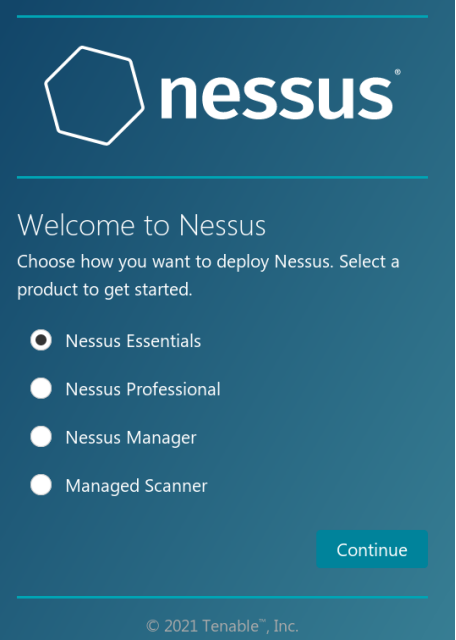 nessus®
Welcome to Nessus
Choose how you want to deploy Nessus. Select a
product to get started.
Nessus Essentials
Nessus Professional
Nessus Manager
Managed Scanner
Continue
© 2021 Tenable™, Inc.